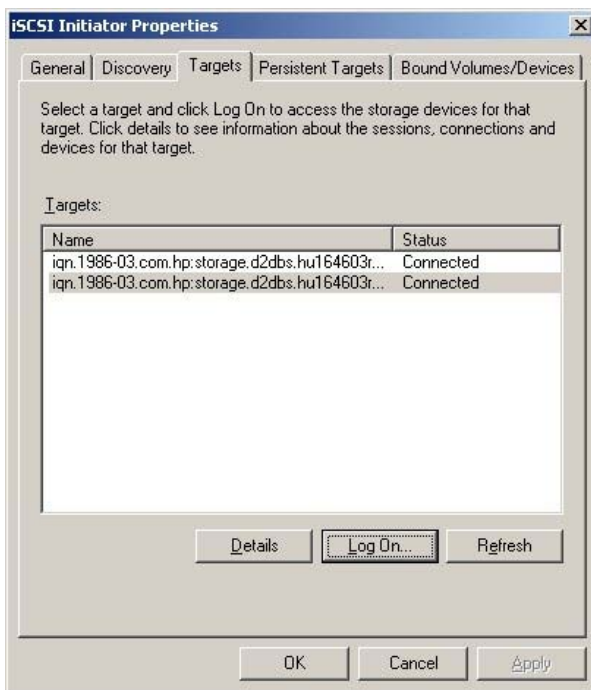 iSCSI Initiator Properties
General Discovery Targets Persistent Targets Bound Volumes/Devices
Select a target and click Log On to access the storage devices for that
target. Click details to see information about the sessions, connections and
devices for that target.
Targets:
Name Status
iqn.1986-03.com.hp:storage.d2dbs.hu164603r... Connected
iqn.1986-03.com.hp:storage.d2dbs.hu164603r... Connected
Details Log On... Refresh
OK Cancel Apply